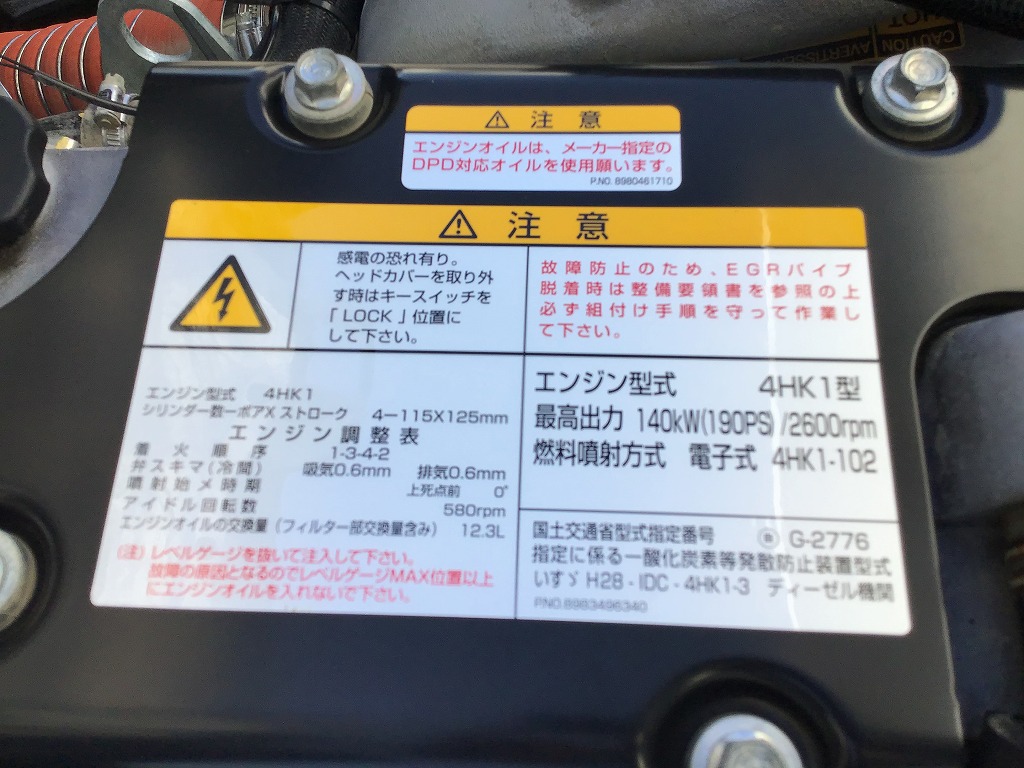 CAUTION
AVERTISSE
HOT
⚠ 注意
エンジンオイルは、メーカー指定の
DPD対応オイルを使用願います。
P.NO. 8980461710
⚠ 注意
感電の恐れ有り。
ヘッドカバーを取り外
す時はキースイッチを
「LOCK」位置に
して下さい。
故障防止のため、EGRパイプ
脱着時は整備要領書を参照の上
必ず組付け手順を守って作業し
て下さい。
エンジン型式 4HK1
シリンダー数ーボアX ストローク 4ー115X125mm
エンジン調整表
着火順序 1-3-4-2
弁スキマ(冷間) 吸気0.6mm 排気0.6mm
噴射始メ時期 上死点前 0°
アイドル回転数 580rpm
エンジンオイルの交換量(フィルター部交換量含み) 12.3L
(注)レベルゲージを抜いて注入して下さい。
故障の原因となるのでレベルゲージMAX位置以上
にエンジンオイルを入れないで下さい。
エンジン型式 4HK1型
最高出力 140kW(190PS)/2600rpm
燃料噴射方式 電子式 4HK1-102
国土交通省型式指定番号 G-2776
指定に係る一酸化炭素等発散防止装置型式
いすゞ H28-IDC-4HK1-3 ディーゼル機関
P.NO.8983496340